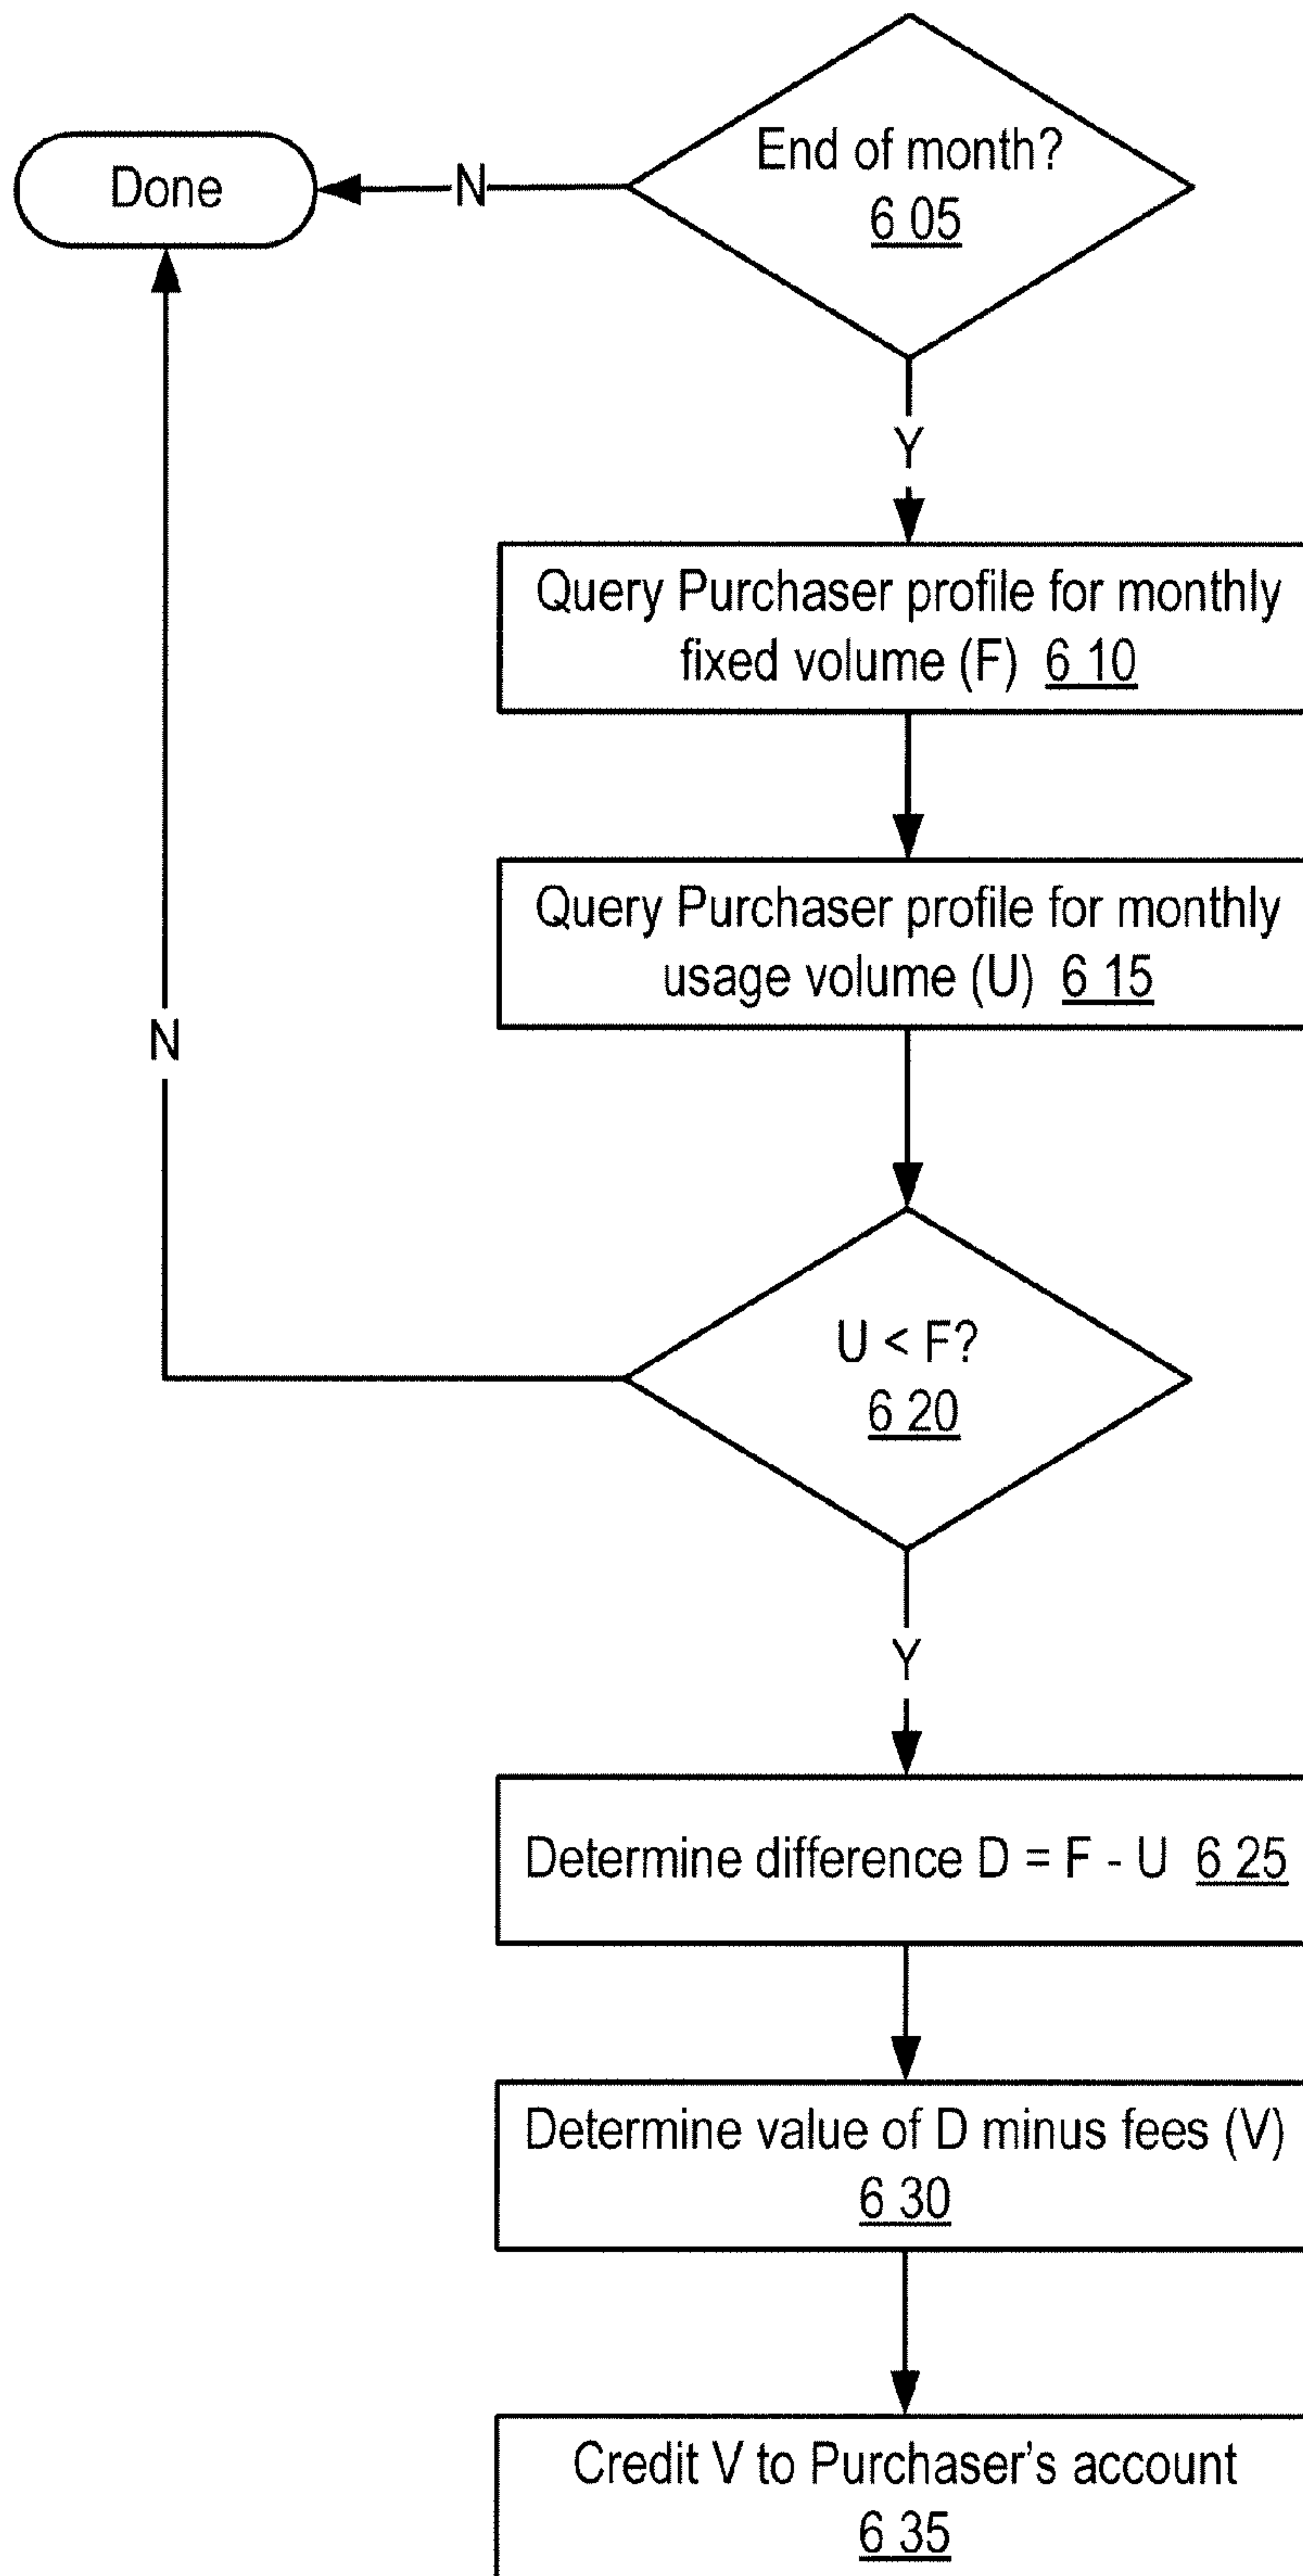 End of month?
6 05
Done
N
Y
Query Purchaser profile for monthly
fixed volume (F) 6 10
Query Purchaser profile for monthly
usage volume (U) 6 15
N
U < F?
6 20
Y
Determine difference D = F - U 6 25
Determine value of D minus fees (V)
6 30
Credit V to Purchaser's account
6 35